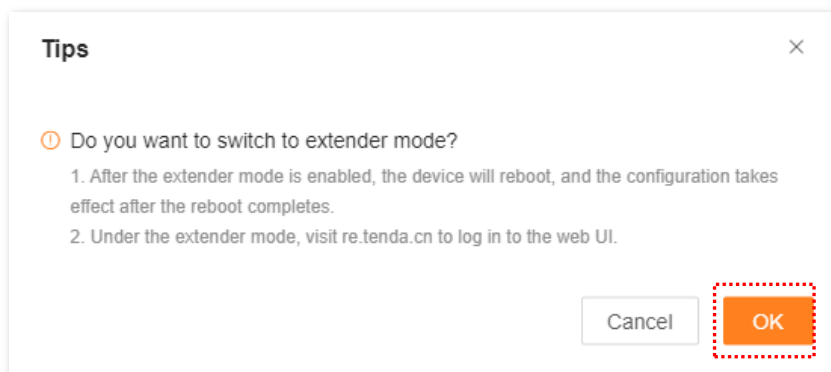 Tips
Do you want to switch to extender mode?
1. After the extender mode is enabled, the device will reboot, and the configuration takes
effect after the reboot completes.
2. Under the extender mode, visit re.tenda.cn to log in to the web UI.
Cancel
OK